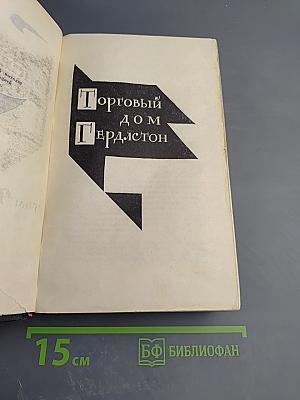 Торговый
дом
Гердлстон
15 см
БФ БИБЛИОФАН